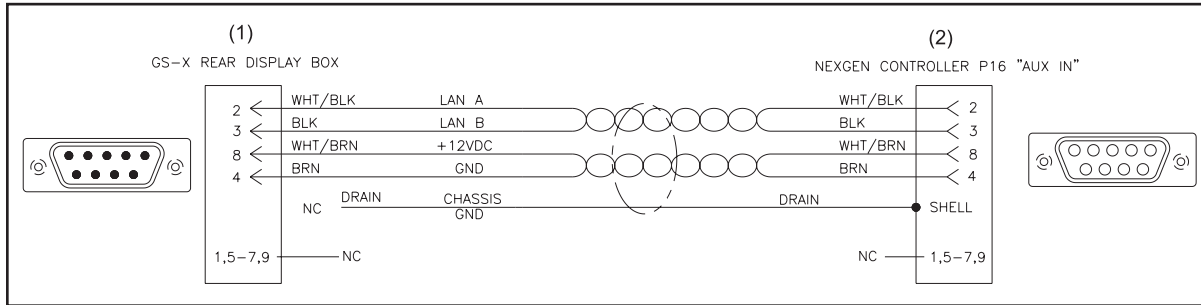 (1)
GS-X REAR DISPLAY BOX
(2)
NEXGEN CONTROLLER P16 "AUX IN"
2 WHT/BLK LAN A WHT/BLK 2
3 BLK LAN B BLK 3
8 WHT/BRN +12VDC WHT/BRN 8
4 BRN GND BRN 4
NC DRAIN CHASSIS GND DRAIN SHELL
1,5-7,9 NC NC 1,5-7,9